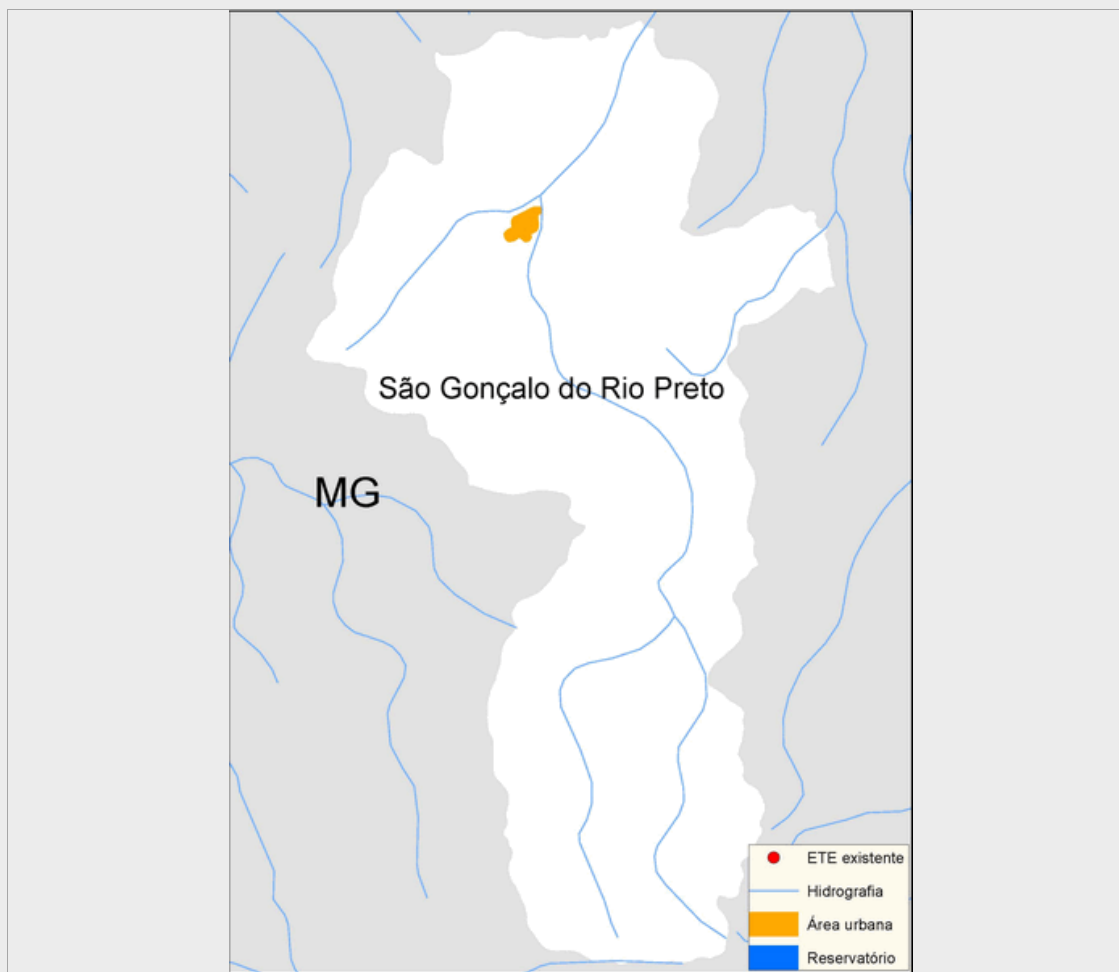 São Gonçalo do Rio Preto
MG
ETE existente
Hidrografia
Área urbana
Reservatório